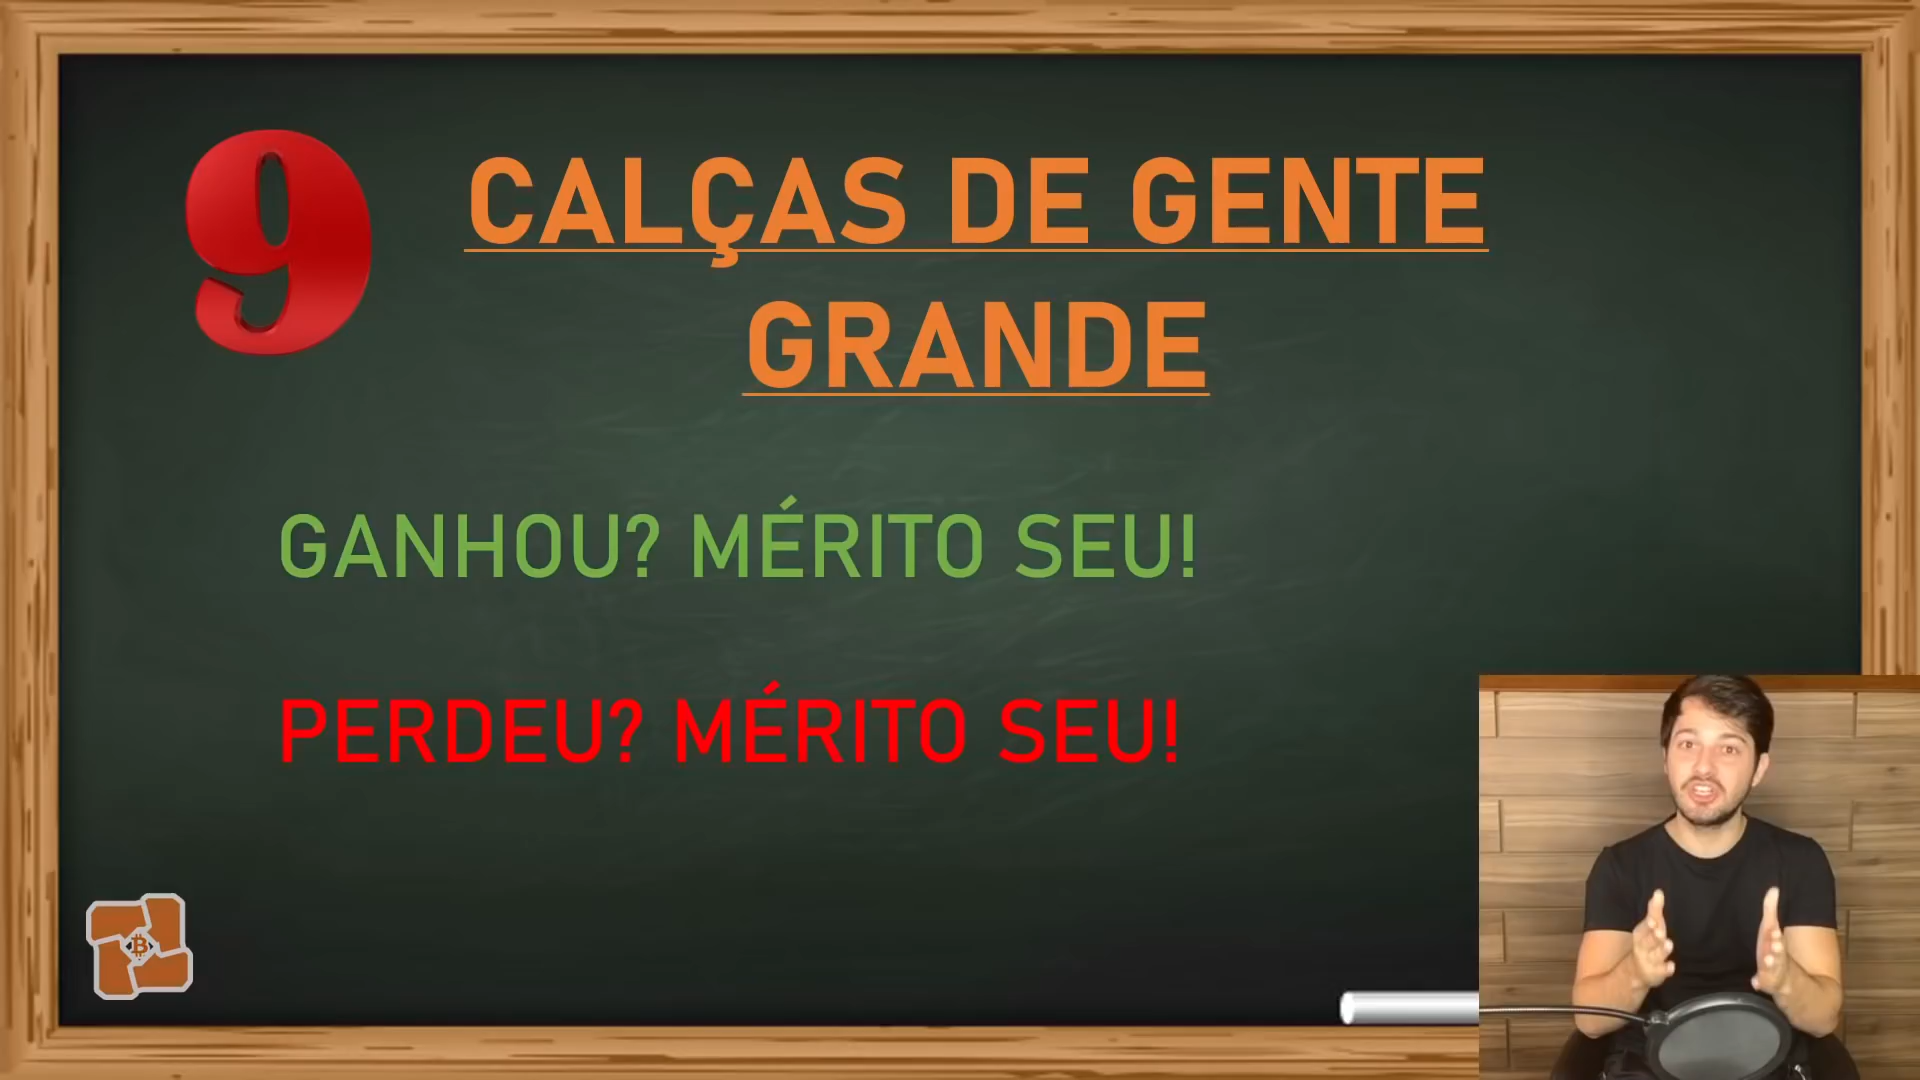 9
CALÇAS DE GENTE
GRANDE
GANHOU? MÉRITO SEU!
PERDEU? MÉRITO SEU!